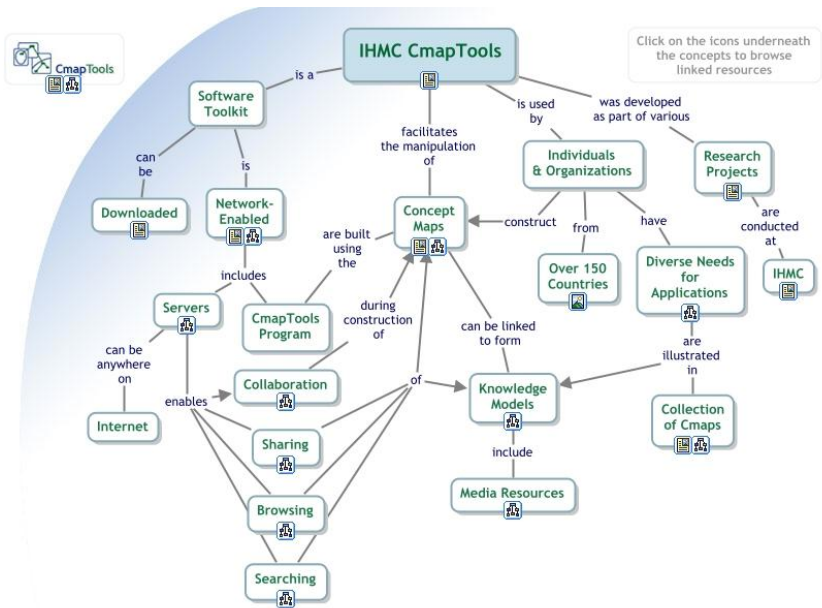 IHMC CmapTools
Click on the icons underneath
the concepts to browse
linked resources
CmapTools
is a
Software
Toolkit
is used
by
was developed
as part of various
facilitates
the manipulation
of
can
be
is
Individuals
& Organizations
Research
Projects
Downloaded
Network-
Enabled
are built
using
the
Concept
Maps
construct
from
have
are
conducted
at
Over 150
Countries
Diverse Needs
for
Applications
IHMC
includes
Servers
CmapTools
Program
during
construction
of
can be linked
to form
are
illustrated
in
can be
anywhere
on
enables
Collaboration
of
Knowledge
Models
Collection
of Cmaps
Internet
Sharing
include
Browsing
Media Resources
Searching